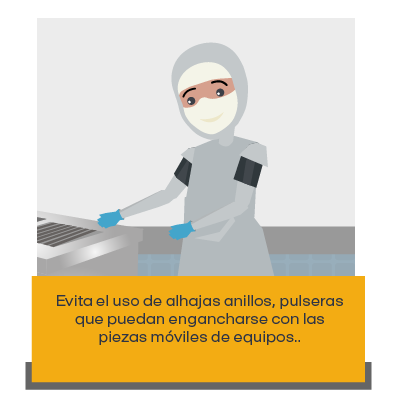 Evita el uso de alhajas anillos, pulseras
que puedan engancharse con las
piezas móviles de equipos..